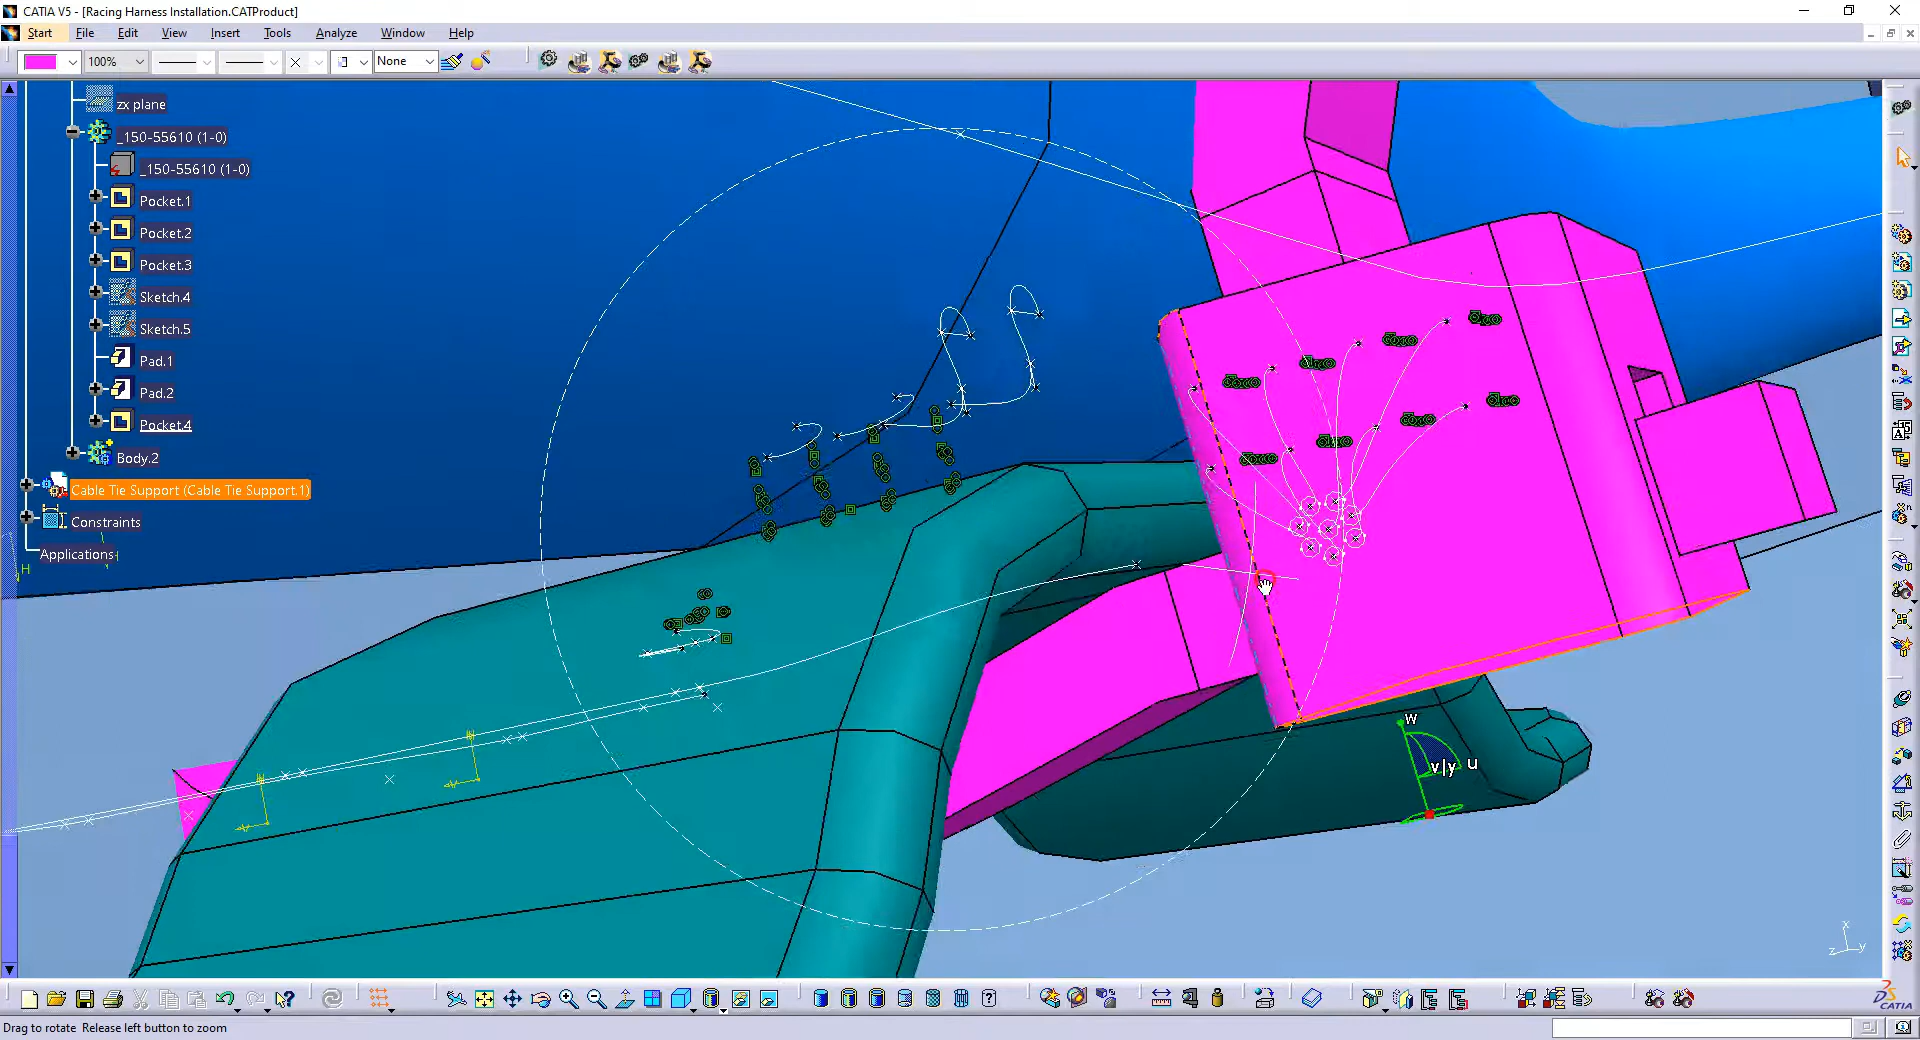 CATIA V5 - [Racing Harness Installation.CATProduct]
Start File Edit View Insert Tools Analyze Window Help
100% None
zx plane
_150-55610 (1-0)
_150-55610 (1-0)
Pocket.1
Pocket.2
Pocket.3
Sketch.4
Sketch.5
Pad.1
Pad.2
Pocket.4
Body.2
Cable Tie Support (Cable Tie Support.1)
Constraints
Applications
H
w
v|y u
x
z y
CATIA
Drag to rotate Release left button to zoom